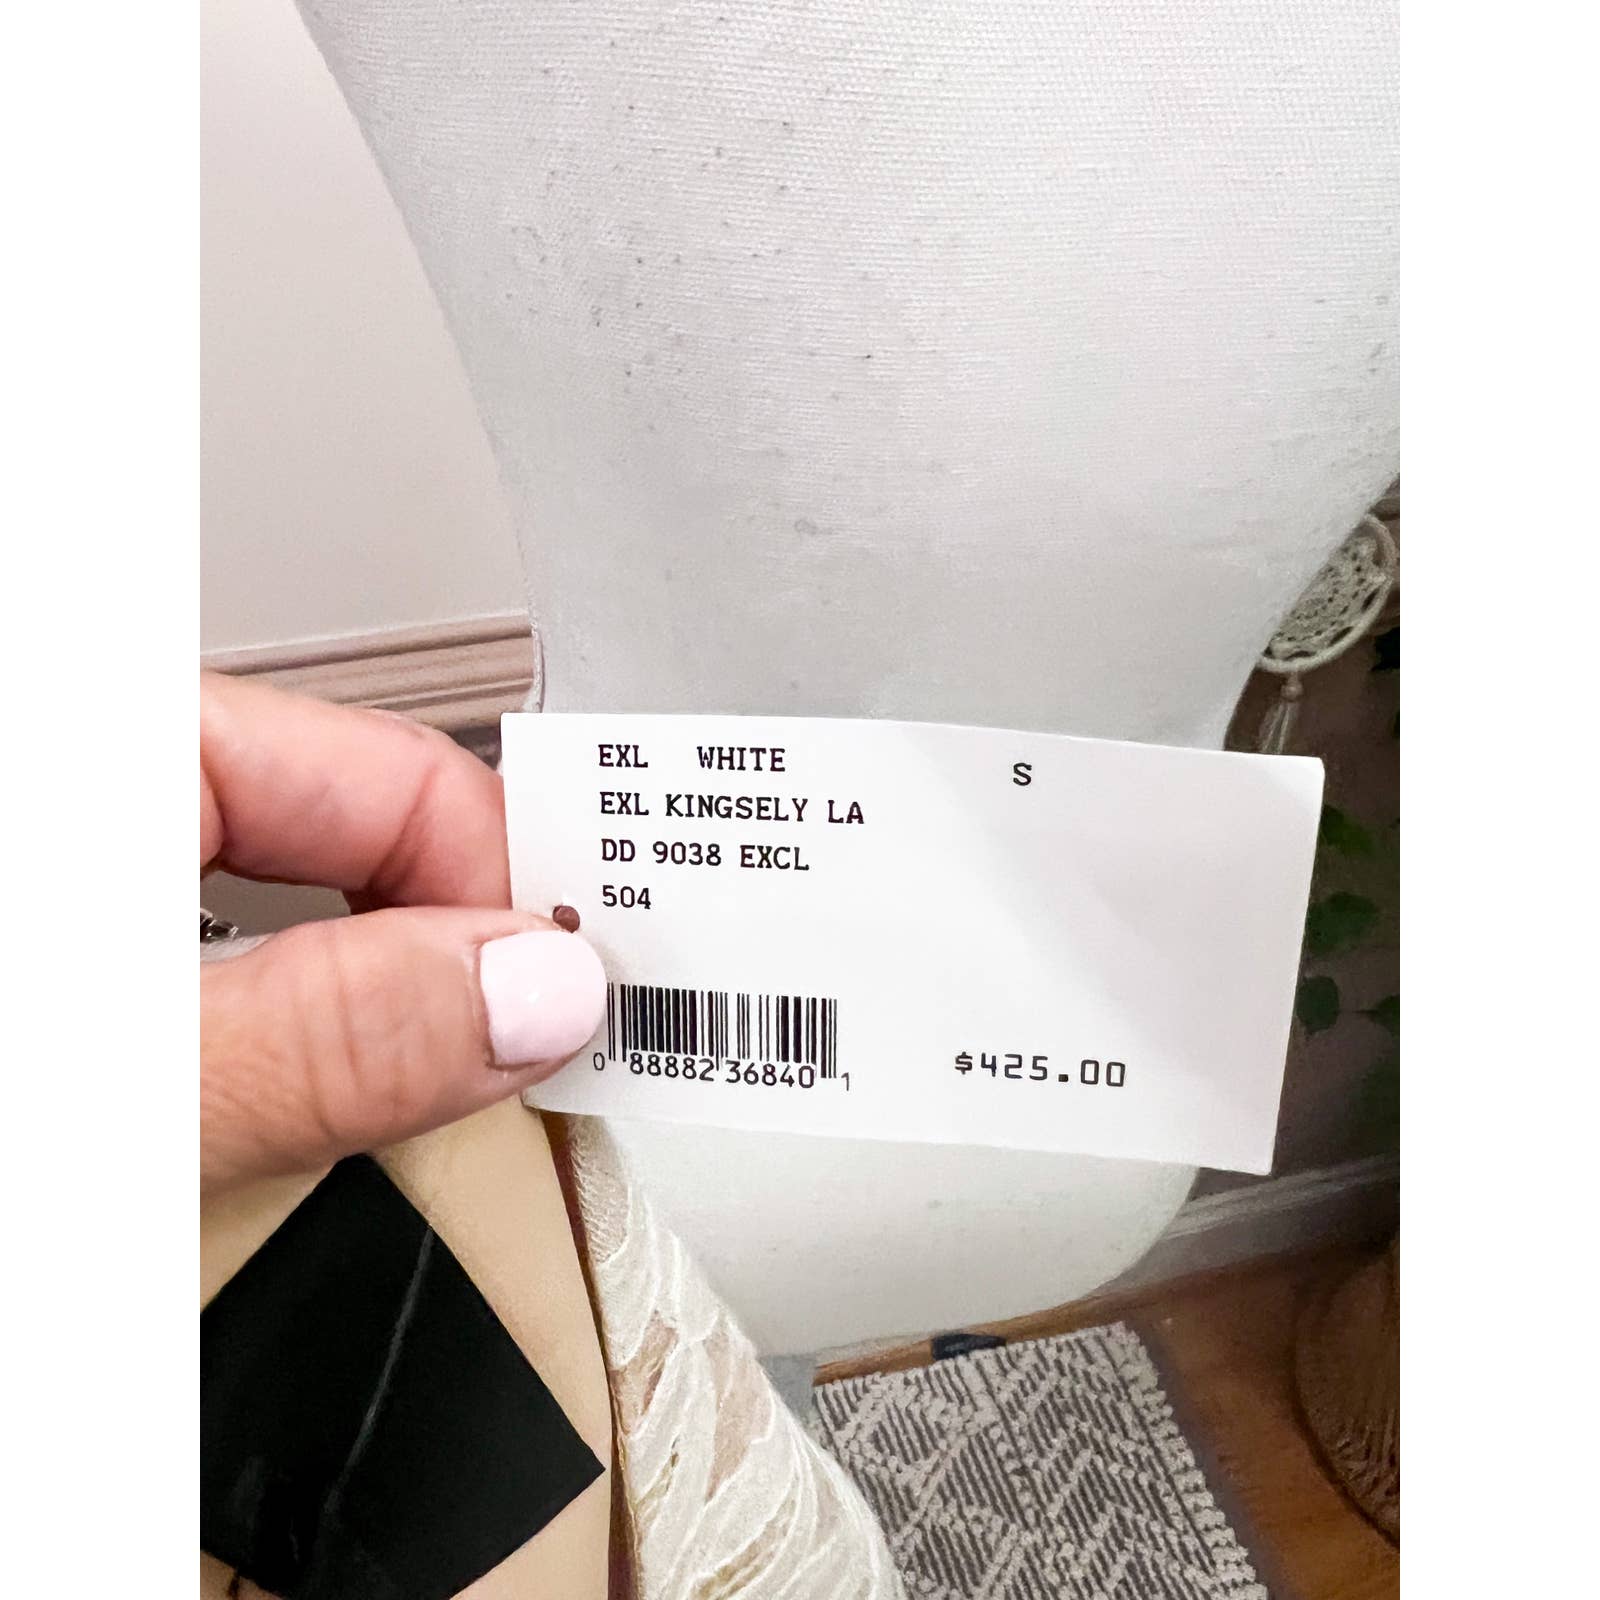 EXL WHITE S
EXL KINGSELY LA
DD 9038 EXCL
504
0 88882 36840 1
$425.00